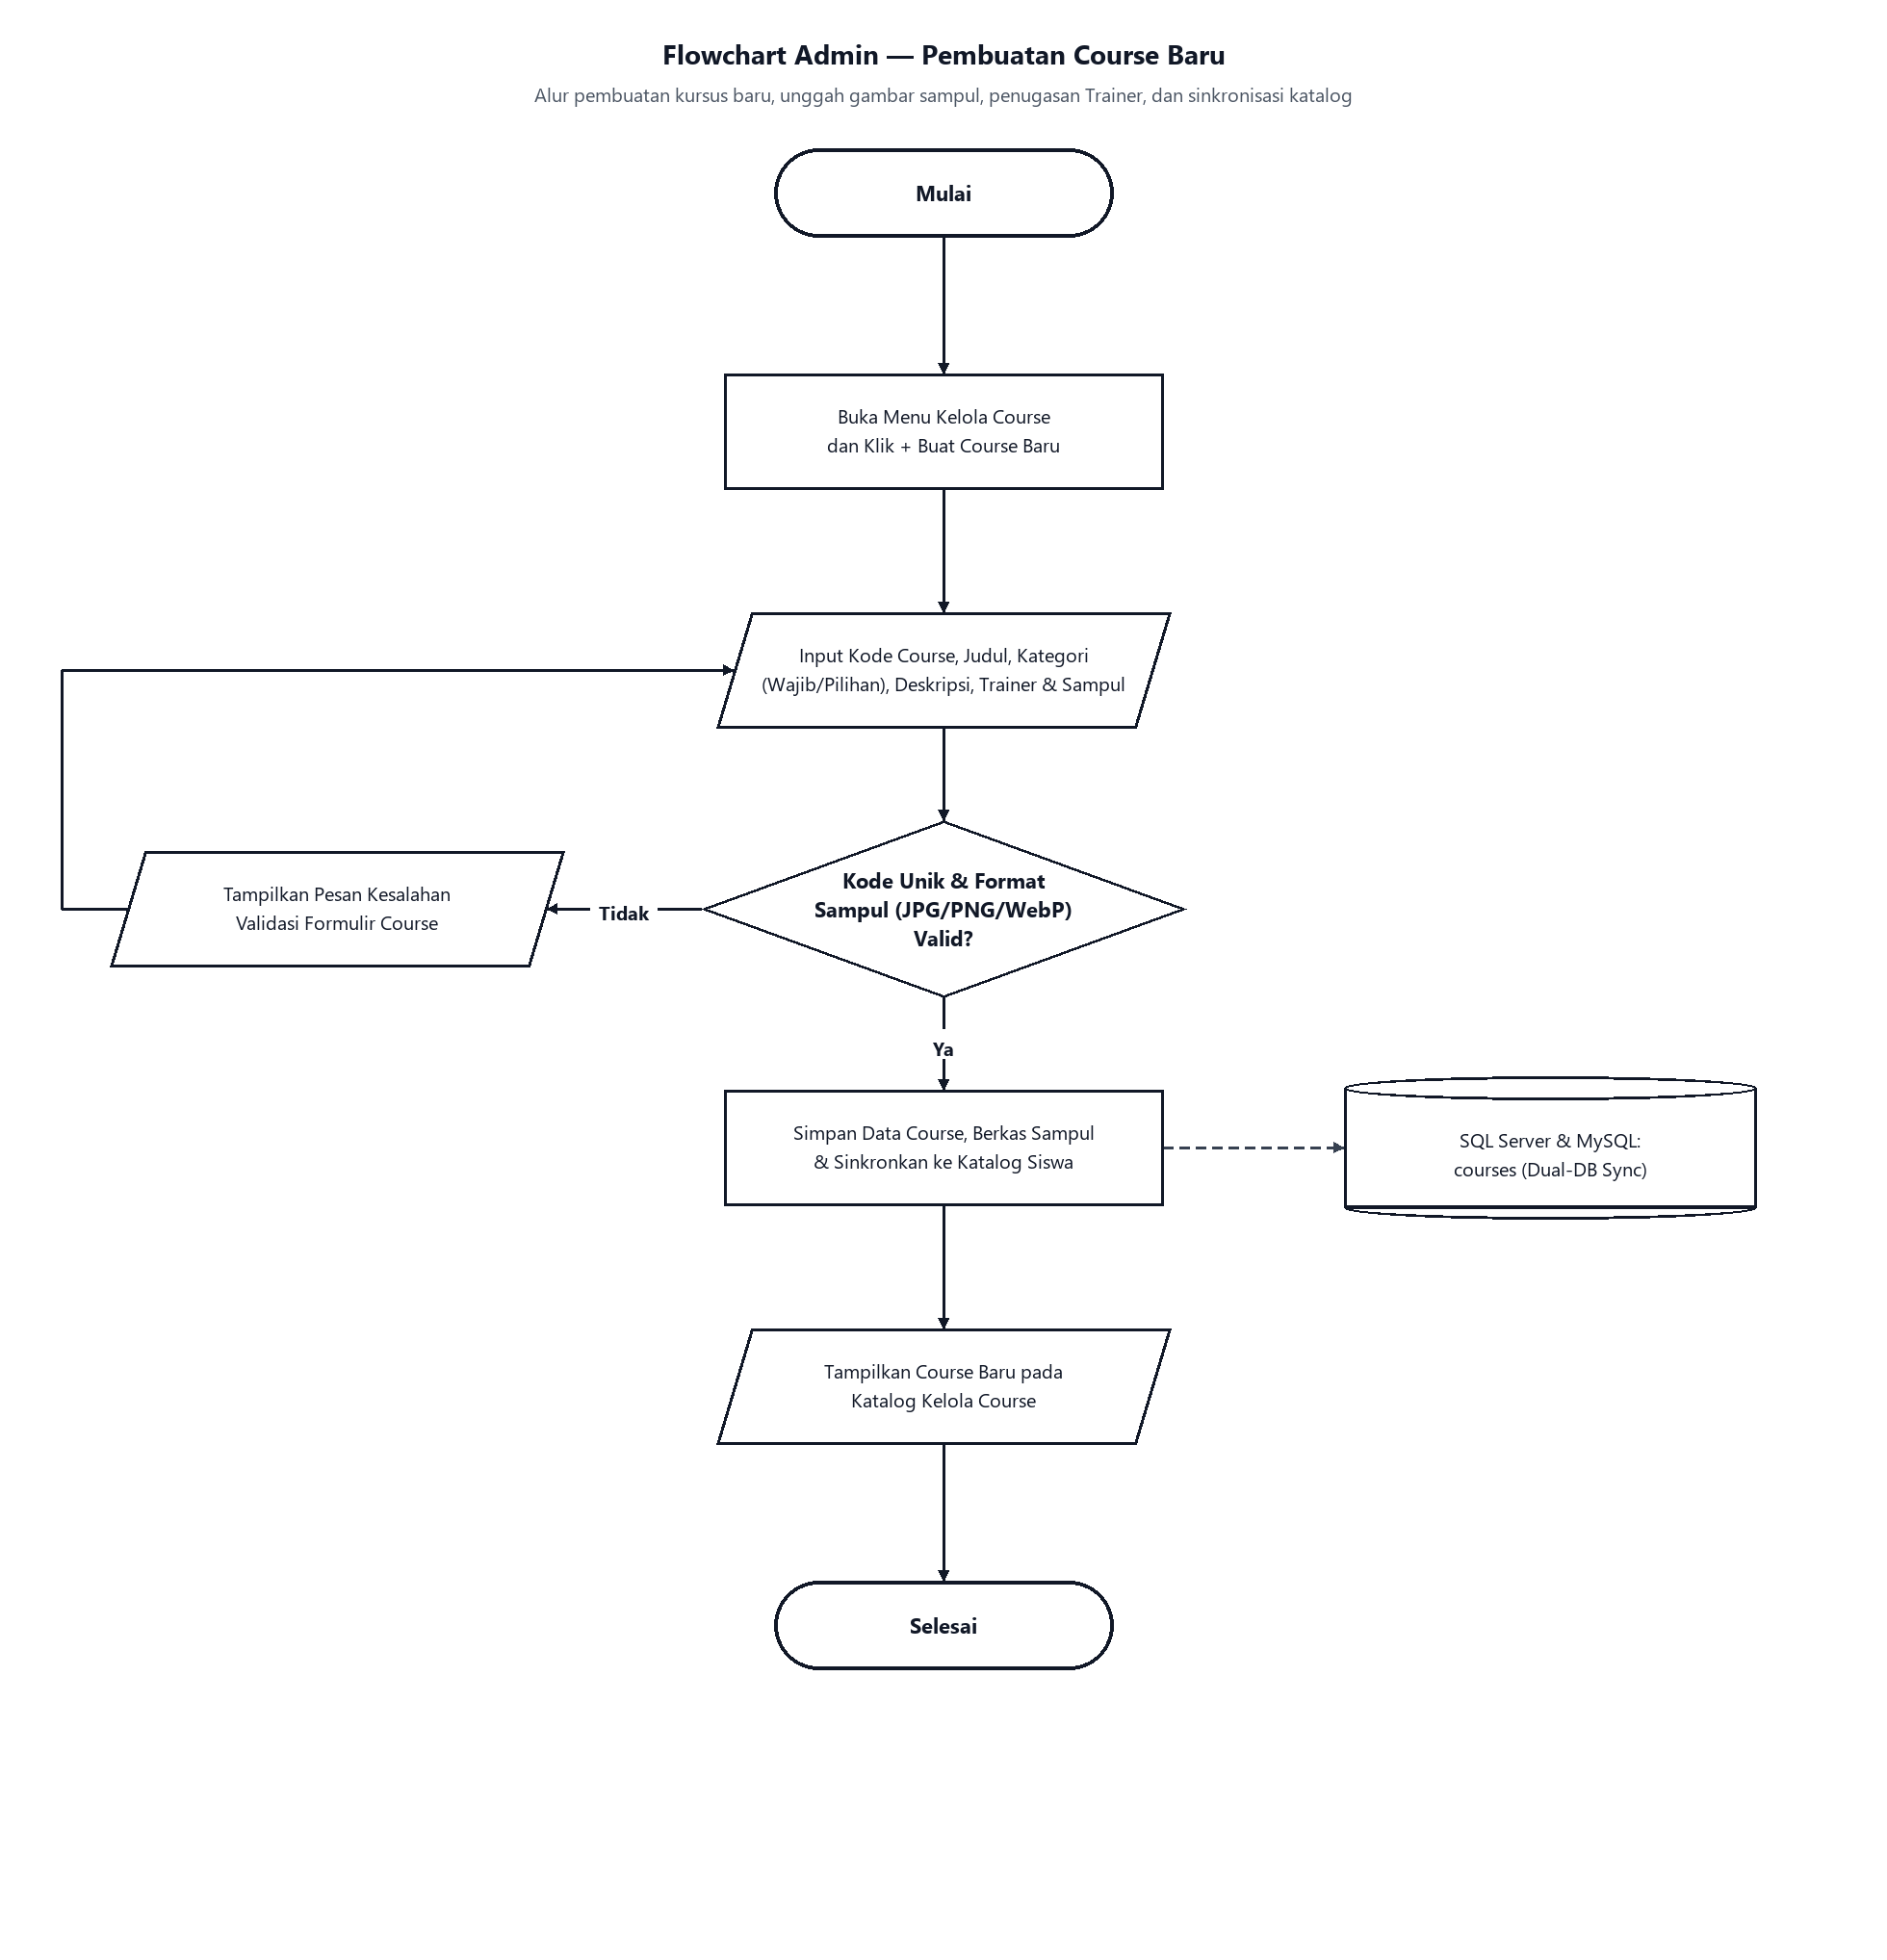 Flowchart Admin — Pembuatan Course Baru
Alur pembuatan kursus baru, unggah gambar sampul, penugasan Trainer, dan sinkronisasi katalog
Mulai
Buka Menu Kelola Course
dan Klik + Buat Course Baru
Input Kode Course, Judul, Kategori
(Wajib/Pilihan), Deskripsi, Trainer & Sampul
Kode Unik & Format
Sampul (JPG/PNG/WebP)
Valid?
Tidak
Tampilkan Pesan Kesalahan
Validasi Formulir Course
Ya
Simpan Data Course, Berkas Sampul
& Sinkronkan ke Katalog Siswa
SQL Server & MySQL:
courses (Dual-DB Sync)
Tampilkan Course Baru pada
Katalog Kelola Course
Selesai